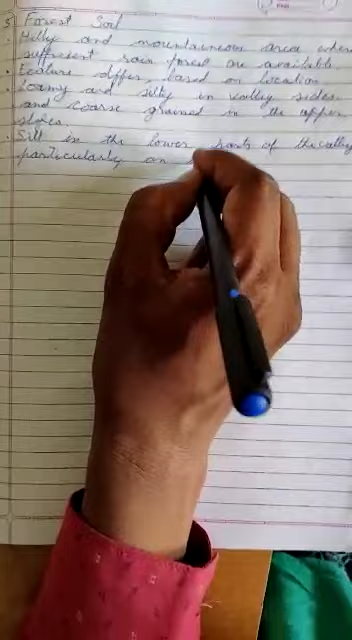 5 Forest Soil
• Hilly and mountaineous area where
sufficient rain forest are available
• Texture differ, based on location
• Loamy and silty in valley sides
and coarse grained in the upper
slopes.
• Sill in the lower parts of the valley
particularly on